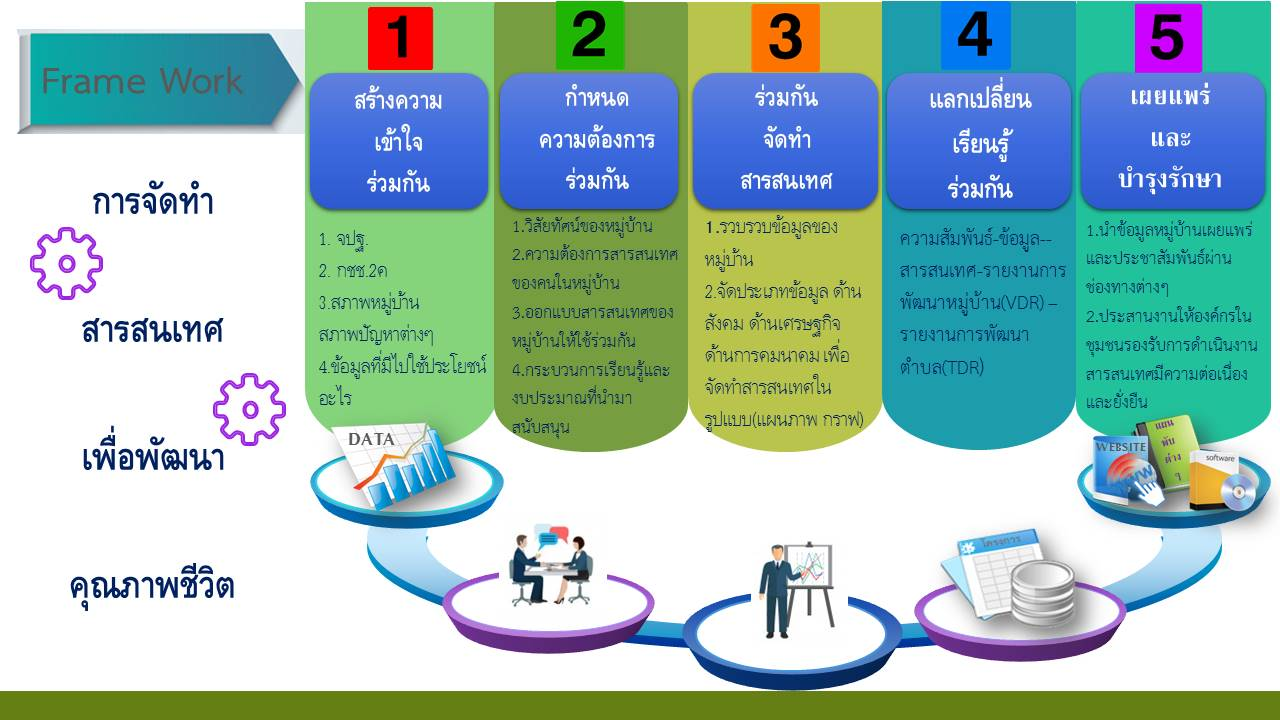 Frame Work
การจัดทำ
สารสนเทศ
เพื่อพัฒนา
คุณภาพชีวิต
1
สร้างความ
เข้าใจ
ร่วมกัน
1. จปฐ.
2. กชช.2ค
3.สภาพหมู่บ้าน
สภาพปัญหาต่างๆ
4.ข้อมูลที่มีไปใช้ประโยชน์
อะไร
DATA
2
กำหนด
ความต้องการ
ร่วมกัน
1.วิสัยทัศน์ของหมู่บ้าน
2.ความต้องการสารสนเทศ
ของคนในหมู่บ้าน
3.ออกแบบสารสนเทศของ
หมู่บ้านให้ใช้ร่วมกัน
4.กระบวนการเรียนรู้และ
งบประมาณที่นำมา
สนับสนุน
3
ร่วมกัน
จัดทำ
สารสนเทศ
1.รวบรวบข้อมูลของ
หมู่บ้าน
2.จัดประเภทข้อมูล ด้าน
สังคม ด้านเศรษฐกิจ
ด้านการคมนาคม เพื่อ
จัดทำสารสนเทศใน
รูปแบบ(แผนภาพ กราฟ)
4
แลกเปลี่ยน
เรียนรู้
ร่วมกัน
ความสัมพันธ์-ข้อมูล--
สารสนเทศ-รายงานการ
พัฒนาหมู่บ้าน(VDR) –
รายงานการพัฒนา
ตำบล(TDR)
โครงการ
5
เผยแพร่
และ
บำรุงรักษา
1.นำข้อมูลหมู่บ้านเผยแพร่
และประชาสัมพันธ์ผ่าน
ช่องทางต่างๆ
2.ประสานงานให้องค์กรใน
ชุมชนรองรับการดำเนินงาน
สารสนเทศมีความต่อเนื่อง
และยั่งยืน
WEBSITE
WWW
แผน
พับ
ต่าง
ๆ
software